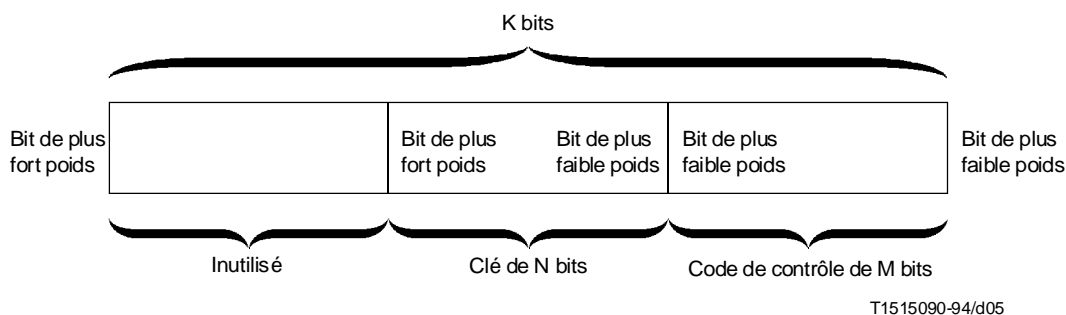 K bits
Bit de plus
fort poids
Bit de plus
fort poids
Bit de plus
faible poids
Bit de plus
faible poids
Bit de plus
faible poids
Inutilisé
Clé de N bits
Code de contrôle de M bits
T1515090-94/d05